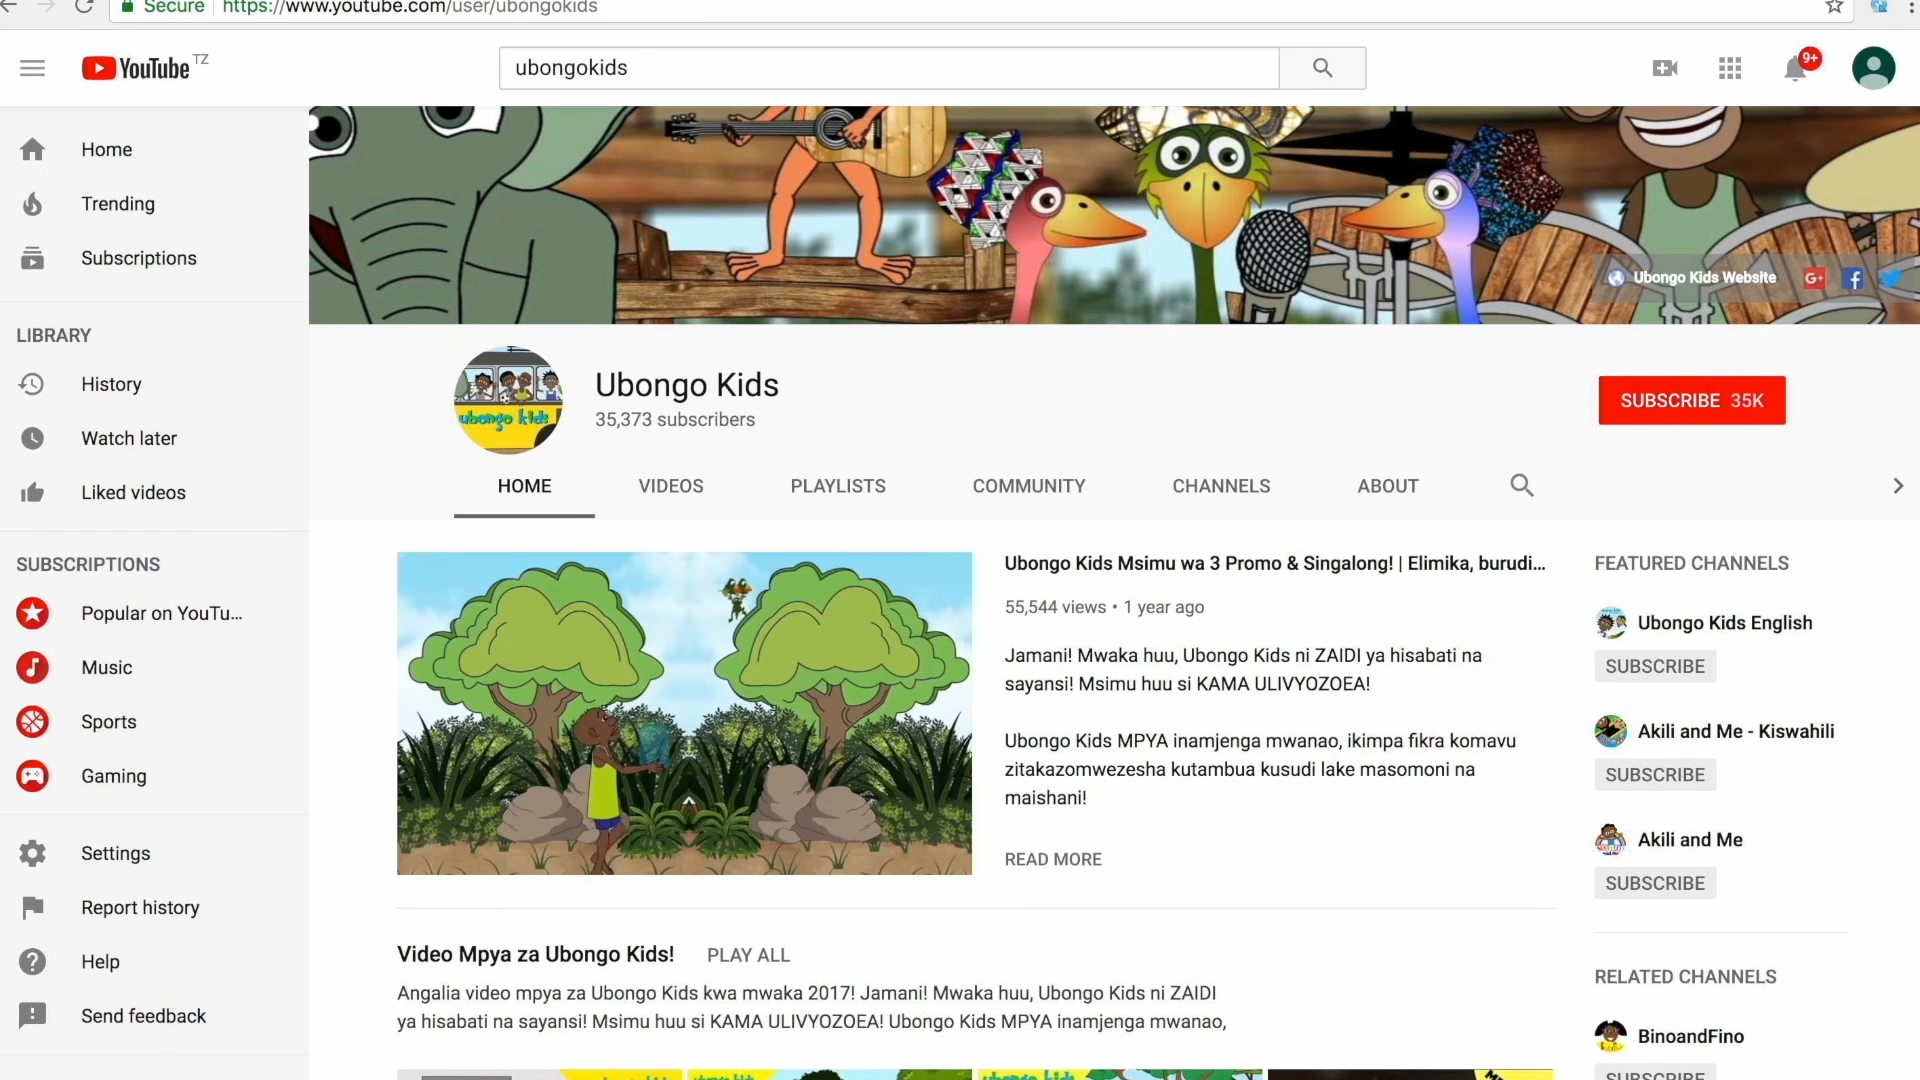 Secure https://www.youtube.com/user/ubongokids
YouTube TZ
ubongokids
9+
Home
Trending
Subscriptions
LIBRARY
History
Watch later
Liked videos
SUBSCRIPTIONS
Popular on YouTu...
Music
Sports
Gaming
Settings
Report history
Help
Send feedback
Ubongo Kids Website
G+ f
ubongo kids
Ubongo Kids
35,373 subscribers
SUBSCRIBE 35K
HOME VIDEOS PLAYLISTS COMMUNITY CHANNELS ABOUT
Ubongo Kids Msimu wa 3 Promo & Singalong! | Elimika, burudi...
55,544 views • 1 year ago
Jamani! Mwaka huu, Ubongo Kids ni ZAIDI ya hisabati na
sayansi! Msimu huu si KAMA ULIVYOZOEA!
Ubongo Kids MPYA inamjenga mwanao, ikimpa fikra komavu
zitakazomwezesha kutambua kusudi lake masomoni na
maishani!
READ MORE
Video Mpya za Ubongo Kids! PLAY ALL
Angalia video mpya za Ubongo Kids kwa mwaka 2017! Jamani! Mwaka huu, Ubongo Kids ni ZAIDI
ya hisabati na sayansi! Msimu huu si KAMA ULIVYOZOEA! Ubongo Kids MPYA inamjenga mwanao,
FEATURED CHANNELS
Ubongo Kids English
SUBSCRIBE
Akili and Me - Kiswahili
SUBSCRIBE
Akili and Me
SUBSCRIBE
RELATED CHANNELS
BinoandFino
SUBSCRIBE